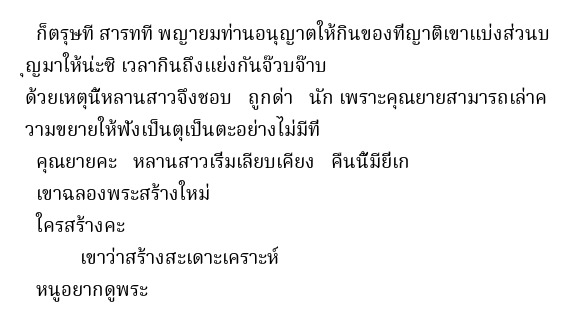 ก็ตรุษที สารทที พญายมท่านอนุญาตให้กินของที่ญาติเขาแบ่งส่วนบ
ุญมาให้น่ะซิ เวลากินถึงแย่งกันจ๊วบจ๊าบ
ด้วยเหตุนี้หลานสาวจึงชอบ ถูกด่า นัก เพราะคุณยายสามารถเล่าค
วามขยายให้ฟังเป็นตุเป็นตะอย่างไม่มีที่
คุณยายคะ หลานสาวเริ่มเลียบเคียง คืนนี้มียี่เก
เขาฉลองพระสร้างใหม่
ใครสร้างคะ
เขาว่าสร้างสะเดาะเคราะห์
หนูอยากดูพระ